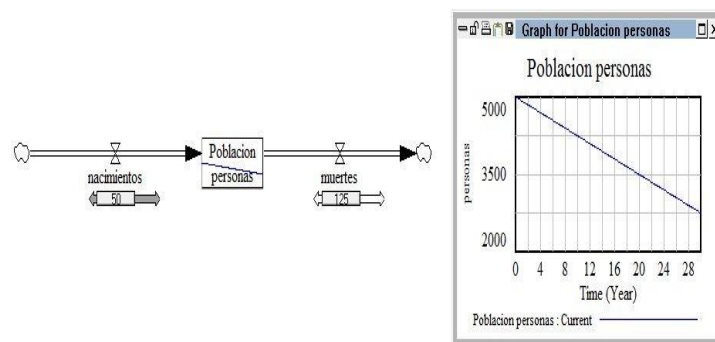 Poblacion
personas
nacimientos
50
muertes
125
Graph for Poblacion personas
Poblacion personas
5000
3500
2000
personas
0 4 8 12 16 20 24 28
Time (Year)
Poblacion personas : Current